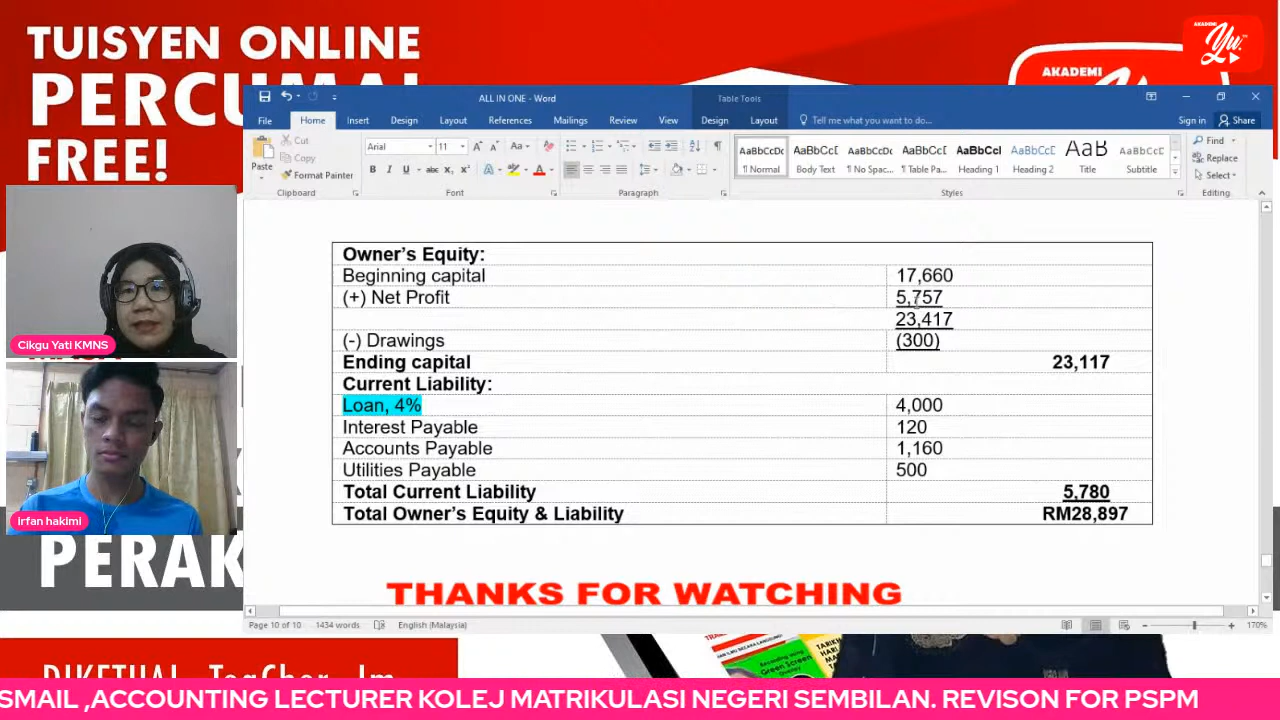 TUISYEN ONLINE
PERCUMA!
FREE!
AKADEMI
Yu
AKADEMI
ALL IN ONE - Word
Table Tools
File Home Insert Design Layout References Mailings Review View Design Layout Tell me what you want to do... Sign in Share
Paste
Cut
Copy
Format Painter
Clipboard
Arial 11
Font
Paragraph
AaBbCcDc AaBbCcI AaBbCcDc AaBbCcI AaBbCcI AaBbCcD AaB AaBbCcD
¶ Normal Body Text ¶ No Spac... ¶ Table Pa... Heading 1 Heading 2 Title Subtitle
Styles
Find
Replace
Select
Editing
Owner's Equity:
Beginning capital 17,660
(+) Net Profit 5,757
23,417
(-) Drawings (300)
Ending capital 23,117
Current Liability:
Loan, 4% 4,000
Interest Payable 120
Accounts Payable 1,160
Utilities Payable 500
Total Current Liability 5,780
Total Owner's Equity & Liability RM28,897
THANKS FOR WATCHING
Page 10 of 10 1434 words English (Malaysia) 170%
Cikgu Yati KMNS
irfan hakimi
PERAK
Green Screen
SMAIL ,ACCOUNTING LECTURER KOLEJ MATRIKULASI NEGERI SEMBILAN. REVISON FOR PSPM